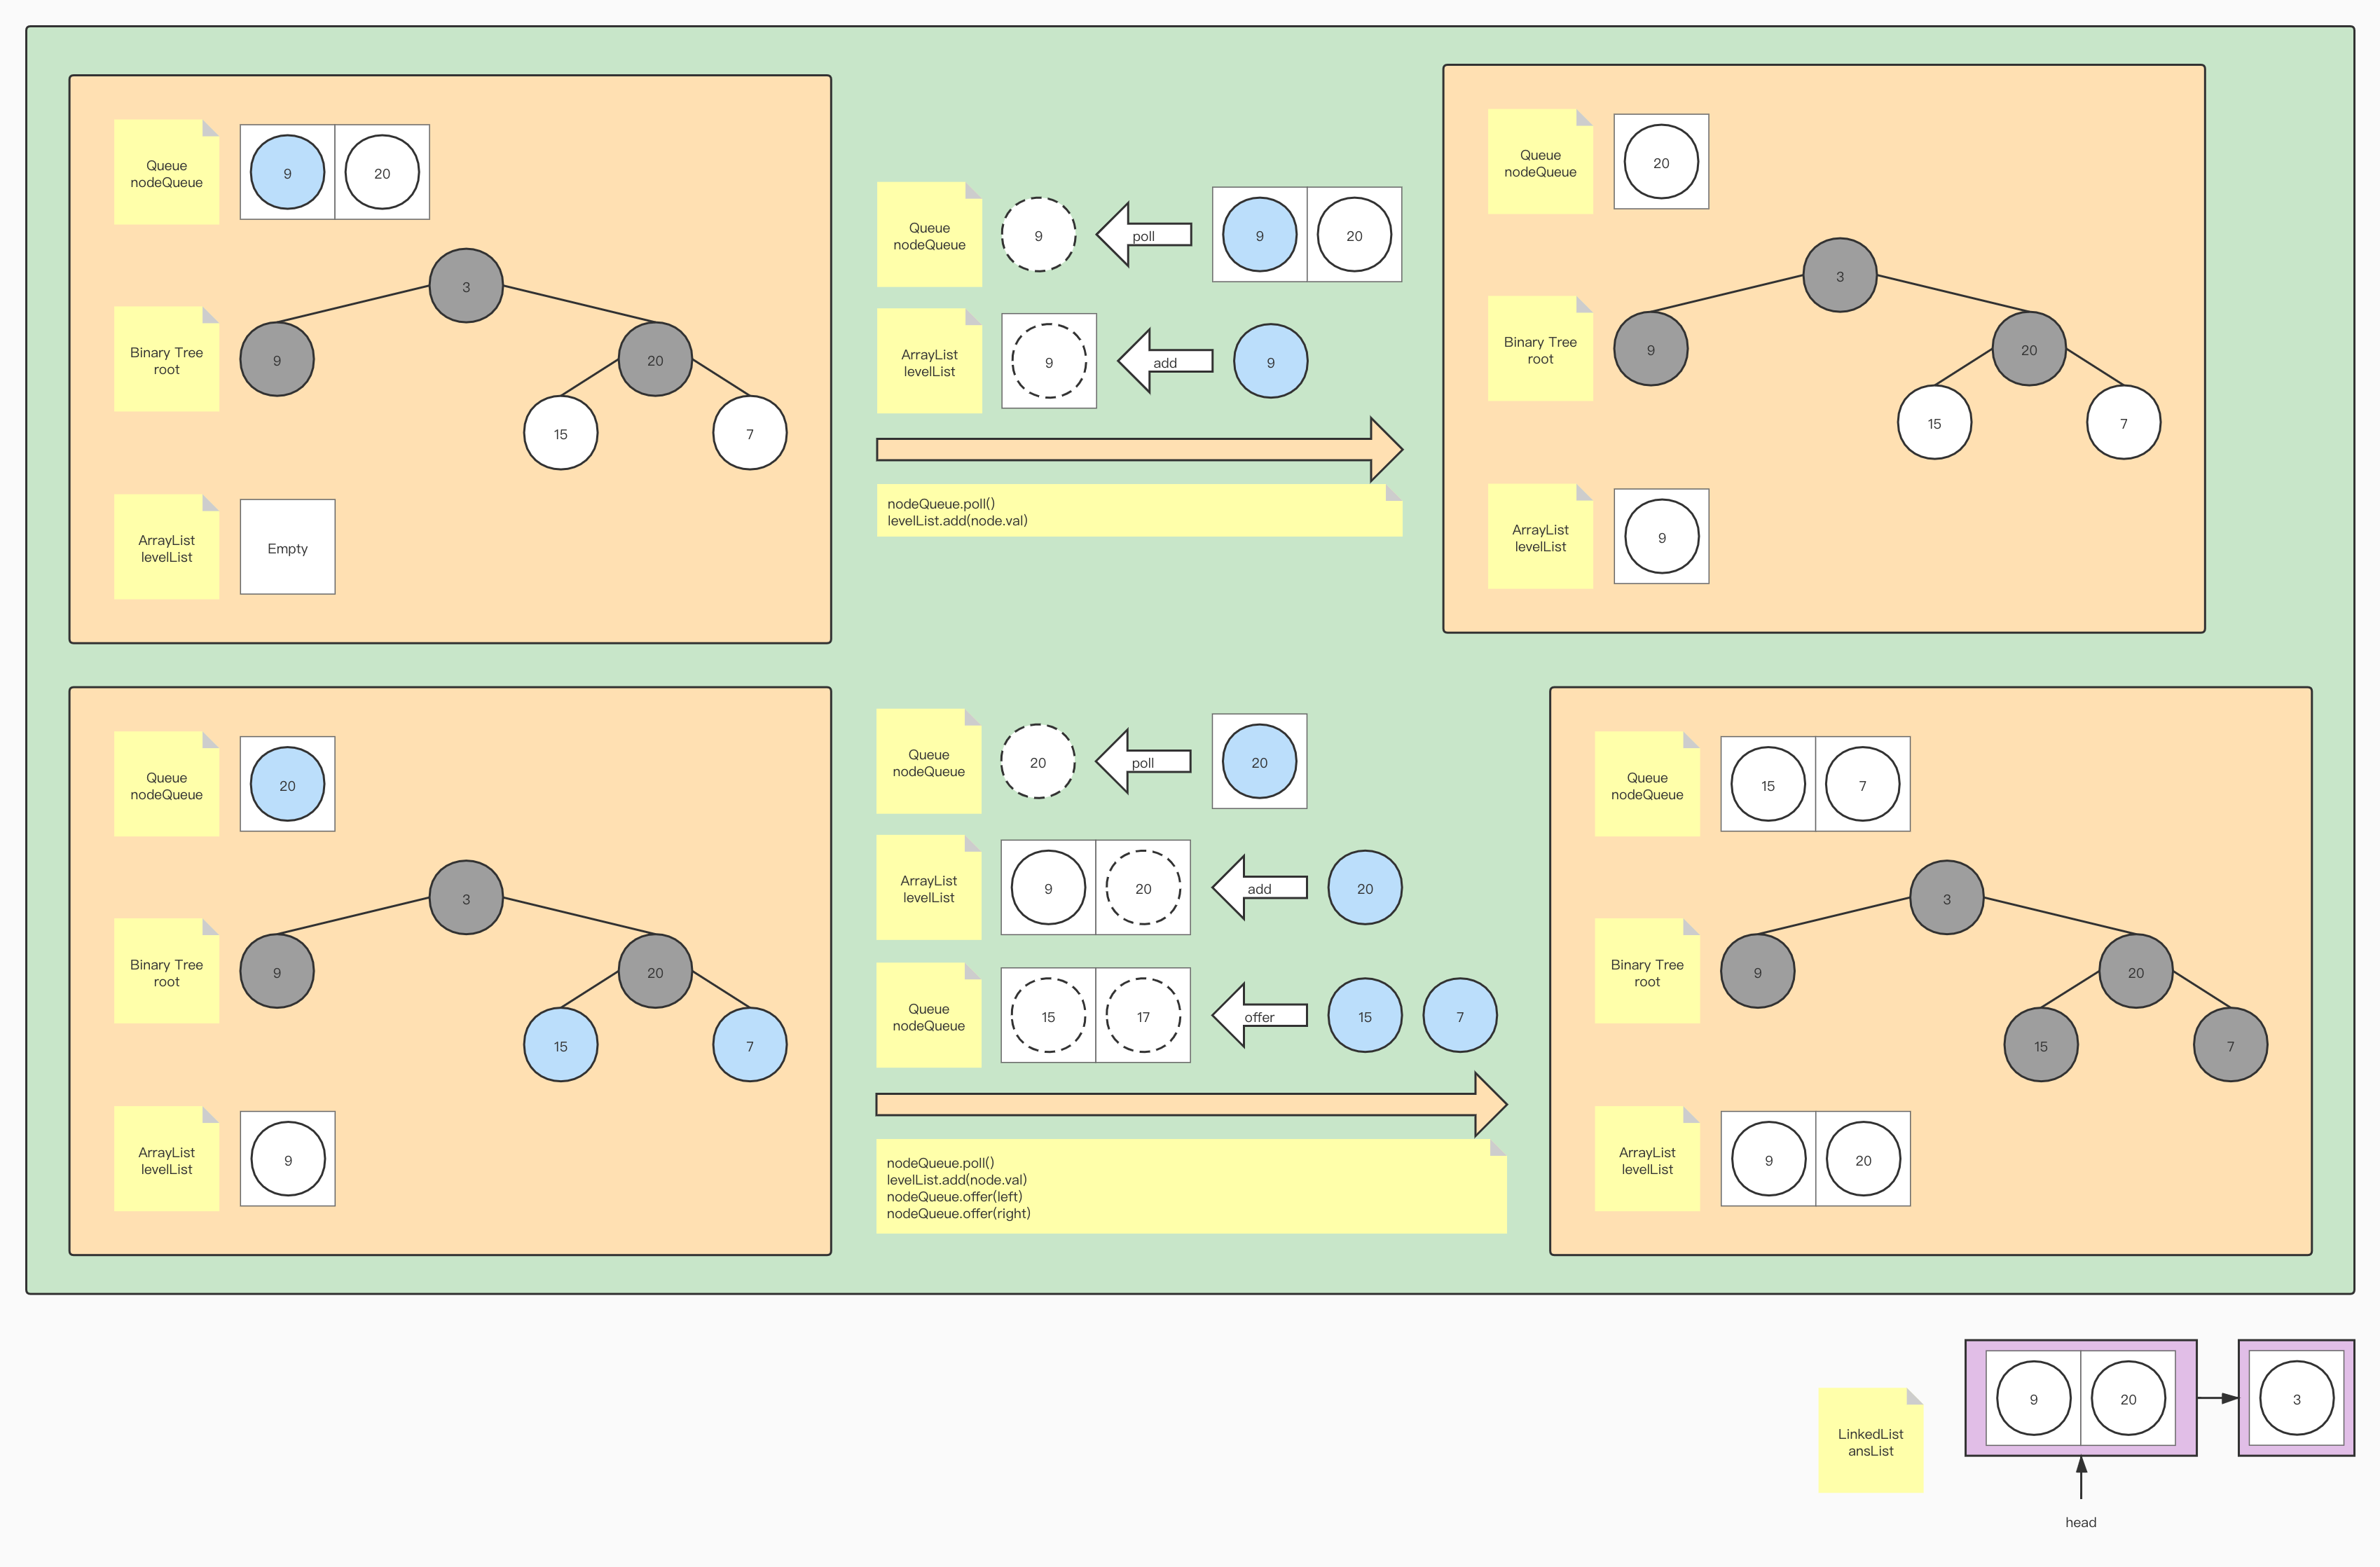 Queue
nodeQueue
9
20
Binary Tree
root
3
9
20
15
7
ArrayList
levelList
Empty
Queue
nodeQueue
9
poll
9
20
ArrayList
levelList
9
add
9
nodeQueue.poll()
levelList.add(node.val)
Queue
nodeQueue
20
Binary Tree
root
3
9
20
15
7
ArrayList
levelList
9
Queue
nodeQueue
20
Binary Tree
root
3
9
20
15
7
ArrayList
levelList
9
Queue
nodeQueue
20
poll
20
ArrayList
levelList
9
20
add
20
Queue
nodeQueue
15
17
offer
15
7
nodeQueue.poll()
levelList.add(node.val)
nodeQueue.offer(left)
nodeQueue.offer(right)
Queue
nodeQueue
15
7
Binary Tree
root
3
9
20
15
7
ArrayList
levelList
9
20
LinkedList
ansList
9
20
3
head